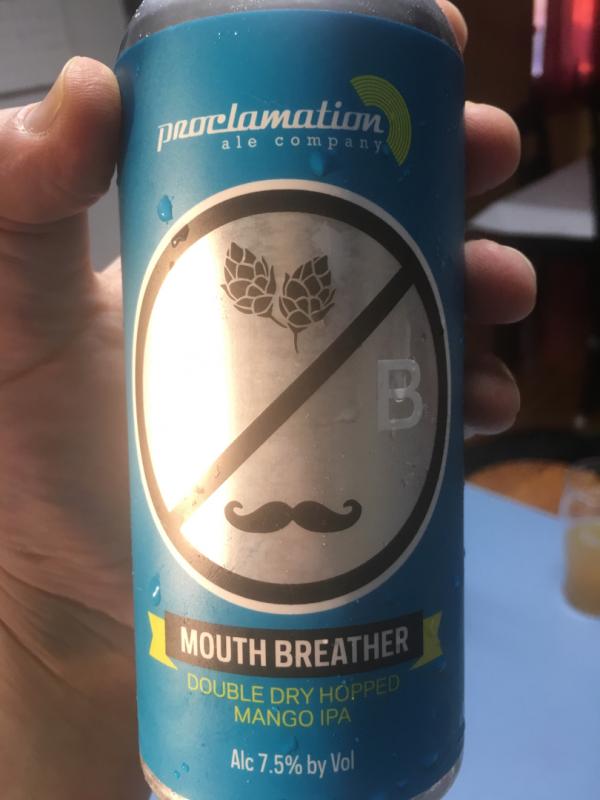 proclamation
ale company
B
MOUTH BREATHER
DOUBLE DRY HOPPED
MANGO IPA
Alc 7.5% by Vol